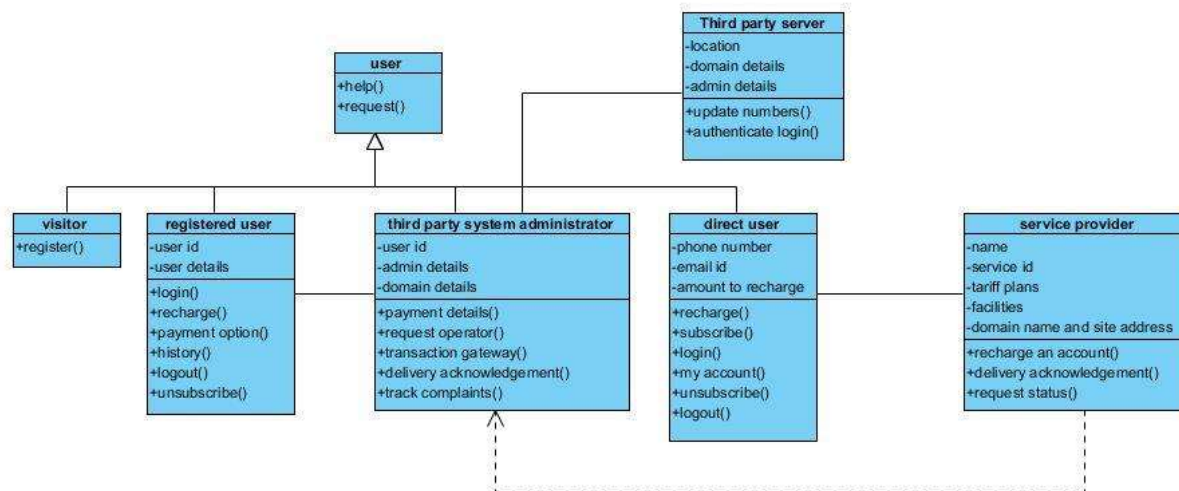 Third party server
-location
-domain details
-admin details
+update numbers()
+authenticate login()
user
+help()
+request()
visitor
+register()
registered user
-user id
-user details
+login()
+recharge()
+payment option()
+history()
+logout()
+unsubscribe()
third party system administrator
-user id
-admin details
-domain details
+payment details()
+request operator()
+transaction gateway()
+delivery acknowledgement()
+track complaints()
direct user
-phone number
-email id
-amount to recharge
+recharge()
+subscribe()
+login()
+my account()
+unsubscribe()
+logout()
service provider
-name
-service id
-tariff plans
-facilities
-domain name and site address
+recharge an account()
+delivery acknowledgement()
+request status()